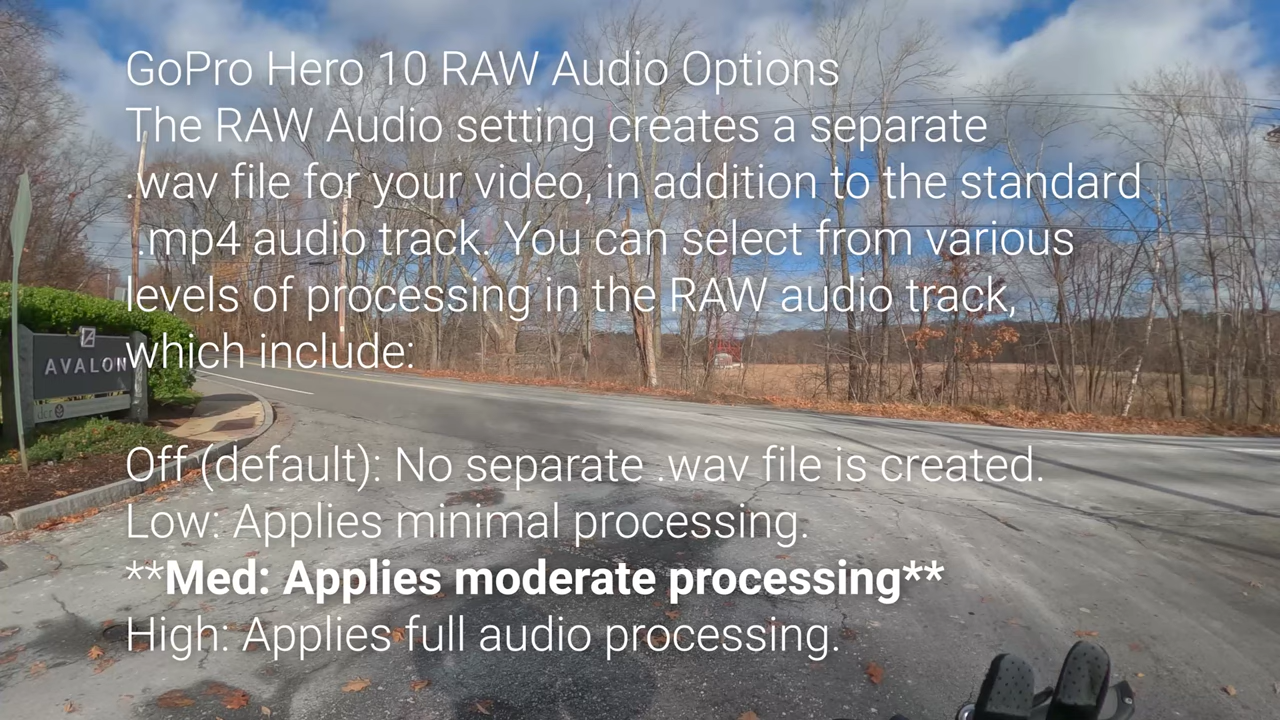 GoPro Hero 10 RAW Audio Options
The RAW Audio setting creates a separate
.wav file for your video, in addition to the standard
.mp4 audio track. You can select from various
levels of processing in the RAW audio track,
which include:
AVALON
Off (default): No separate .wav file is created.
Low: Applies minimal processing.
**Med: Applies moderate processing**
High: Applies full audio processing.